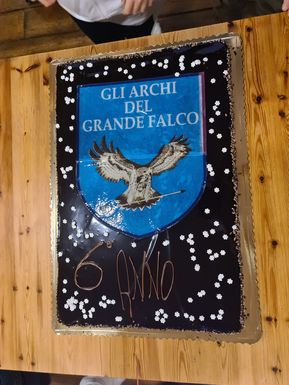 GLI ARCHI
DEL
GRANDE FALCO
6° ANNO